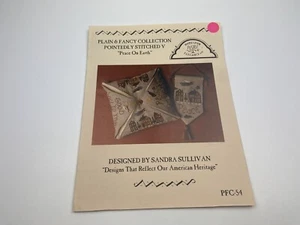 PLAIN & FANCY COLLECTION
POINTEDLY STITCHED V
"Peace On Earth"
DESIGNED BY SANDRA SULLIVAN
"Designs That Reflect Our American Heritage"
PFC-54